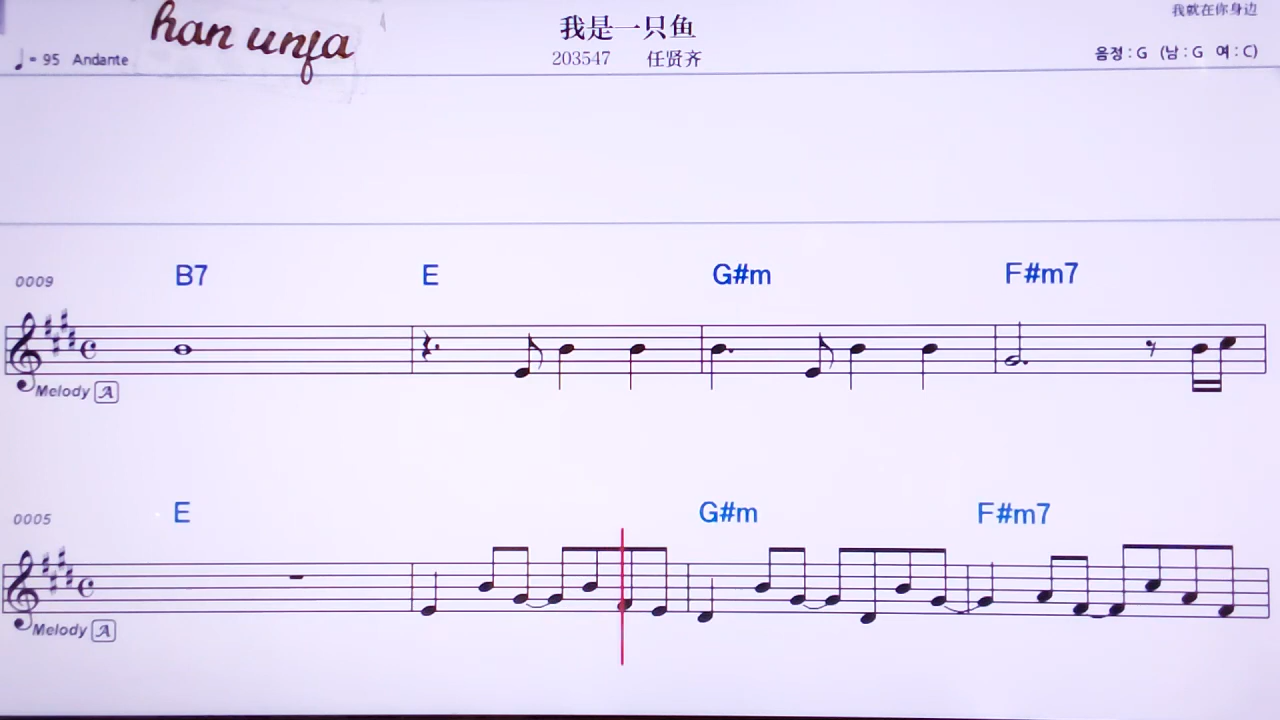 han unja
我是一只鱼
我就在你身边
♩= 95 Andante
203547 任贤齐
음정 : G (남 : G 여 : C)
0009 B7 E G#m F#m7
Melody A
0005 E G#m F#m7
Melody A